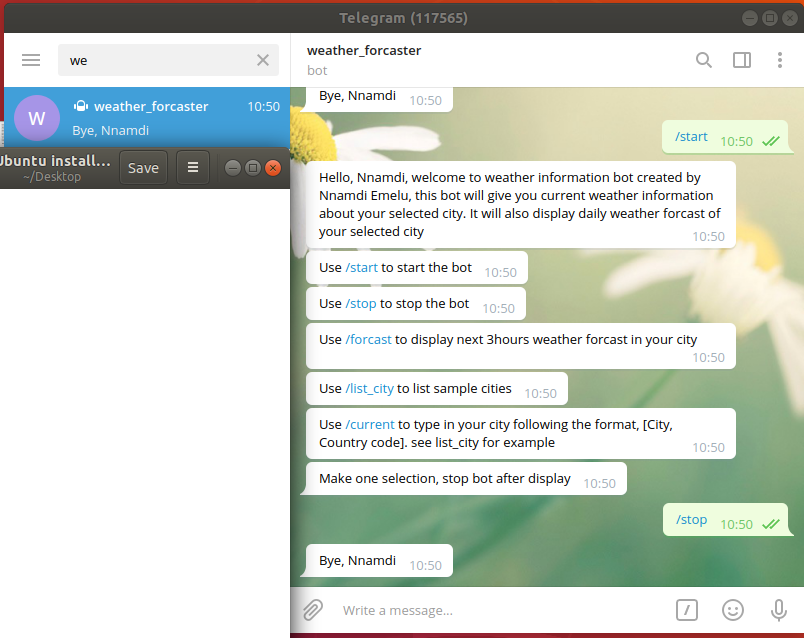 Telegram (117565)
we
W
weather_forcaster
10:50
Bye, Nnamdi
Ubuntu install...
~/Desktop
Save
weather_forcaster
bot
Bye, Nnamdi 10:50
/start 10:50
Hello, Nnamdi, welcome to weather information bot created by
Nnamdi Emelu, this bot will give you current weather information
about your selected city. It will also display daily weather forcast of
your selected city
10:50
Use /start to start the bot 10:50
Use /stop to stop the bot 10:50
Use /forcast to display next 3hours weather forcast in your city
10:50
Use /list_city to list sample cities 10:50
Use /current to type in your city following the format, [City,
Country code]. see list_city for example
10:50
Make one selection, stop bot after display 10:50
/stop 10:50
Bye, Nnamdi 10:50
Write a message...